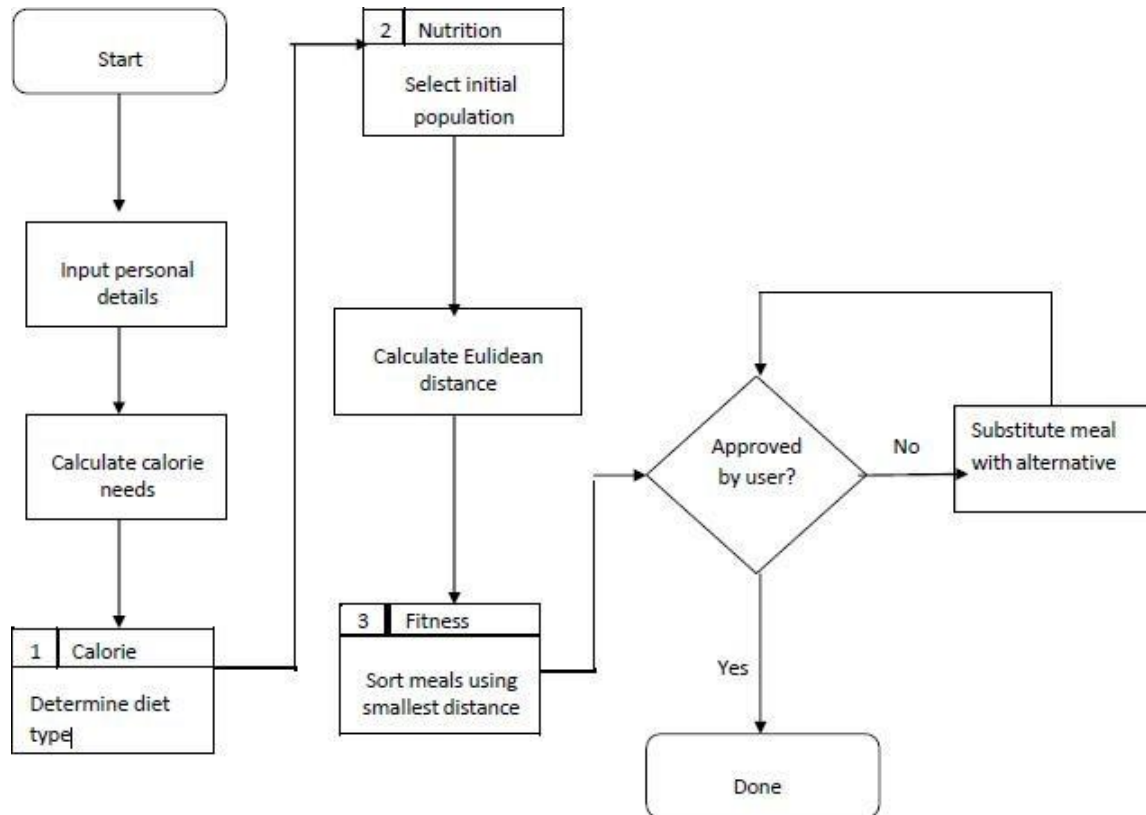 Start
Input personal
details
Calculate calorie
needs
1 Calorie
Determine diet
type
2 Nutrition
Select initial
population
Calculate Eulidean
distance
3 Fitness
Sort meals using
smallest distance
Approved
by user?
No
Substitute meal
with alternative
Yes
Done